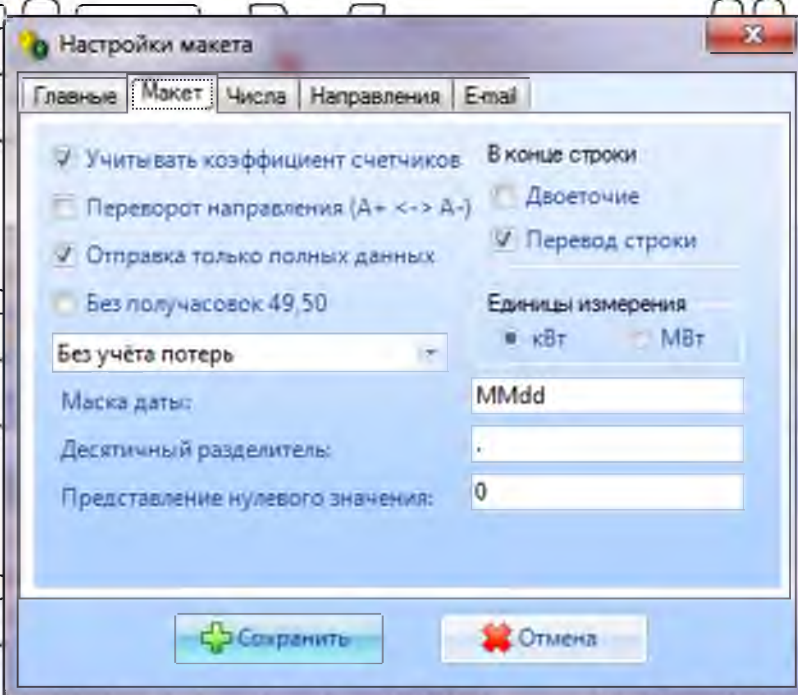 Настройки макета
Главные Макет Числа Направления E-mail
Учитывать коэффициент счетчиков
Переворот направления (А+ <-> А-)
Отправка только полных данных
Без получасовок 49,50
Без учёта потерь
В конце строки
Двоеточие
Перевод строки
Единицы измерения
кВт МВт
Маска даты: MMdd
Десятичный разделитель: .
Представление нулевого значения: 0
Сохранить Отмена